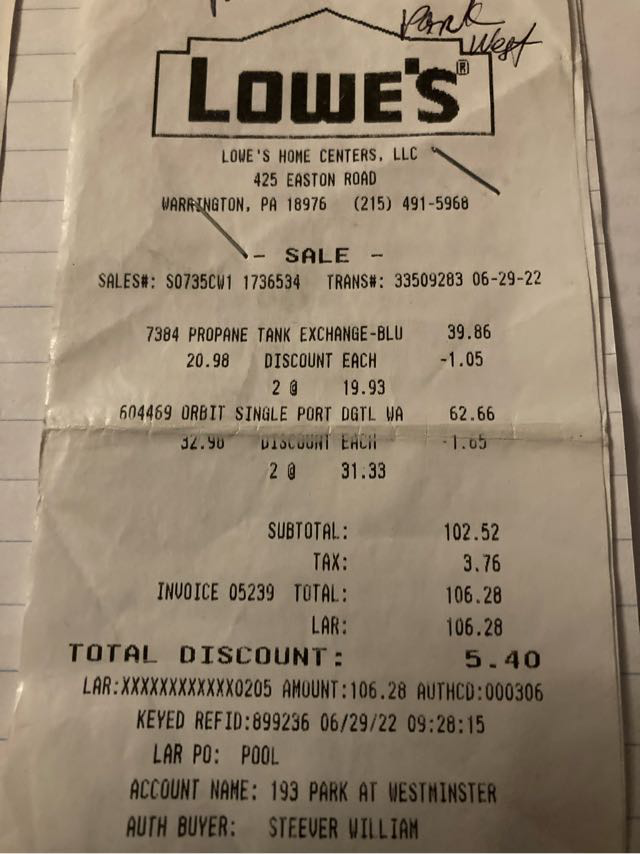 Park
West
LOWE'S®
LOWE'S HOME CENTERS, LLC
425 EASTON ROAD
WARRINGTON, PA 18976 (215) 491-5968
- SALE -
SALES#: S0735CW1 1736534 TRANS#: 33509283 06-29-22
7384 PROPANE TANK EXCHANGE-BLU 39.86
20.98 DISCOUNT EACH -1.05
2 @ 19.93
604469 ORBIT SINGLE PORT DGTL WA 62.66
32.98 DISCOUNT EACH -1.65
2 @ 31.33
SUBTOTAL: 102.52
TAX: 3.76
INVOICE 05239 TOTAL: 106.28
LAR: 106.28
TOTAL DISCOUNT: 5.40
LAR:XXXXXXXXXXXX0205 AMOUNT:106.28 AUTHCD:000306
KEYED REFID:899236 06/29/22 09:28:15
LAR PO: POOL
ACCOUNT NAME: 193 PARK AT WESTMINSTER
AUTH BUYER: STEEVER WILLIAM